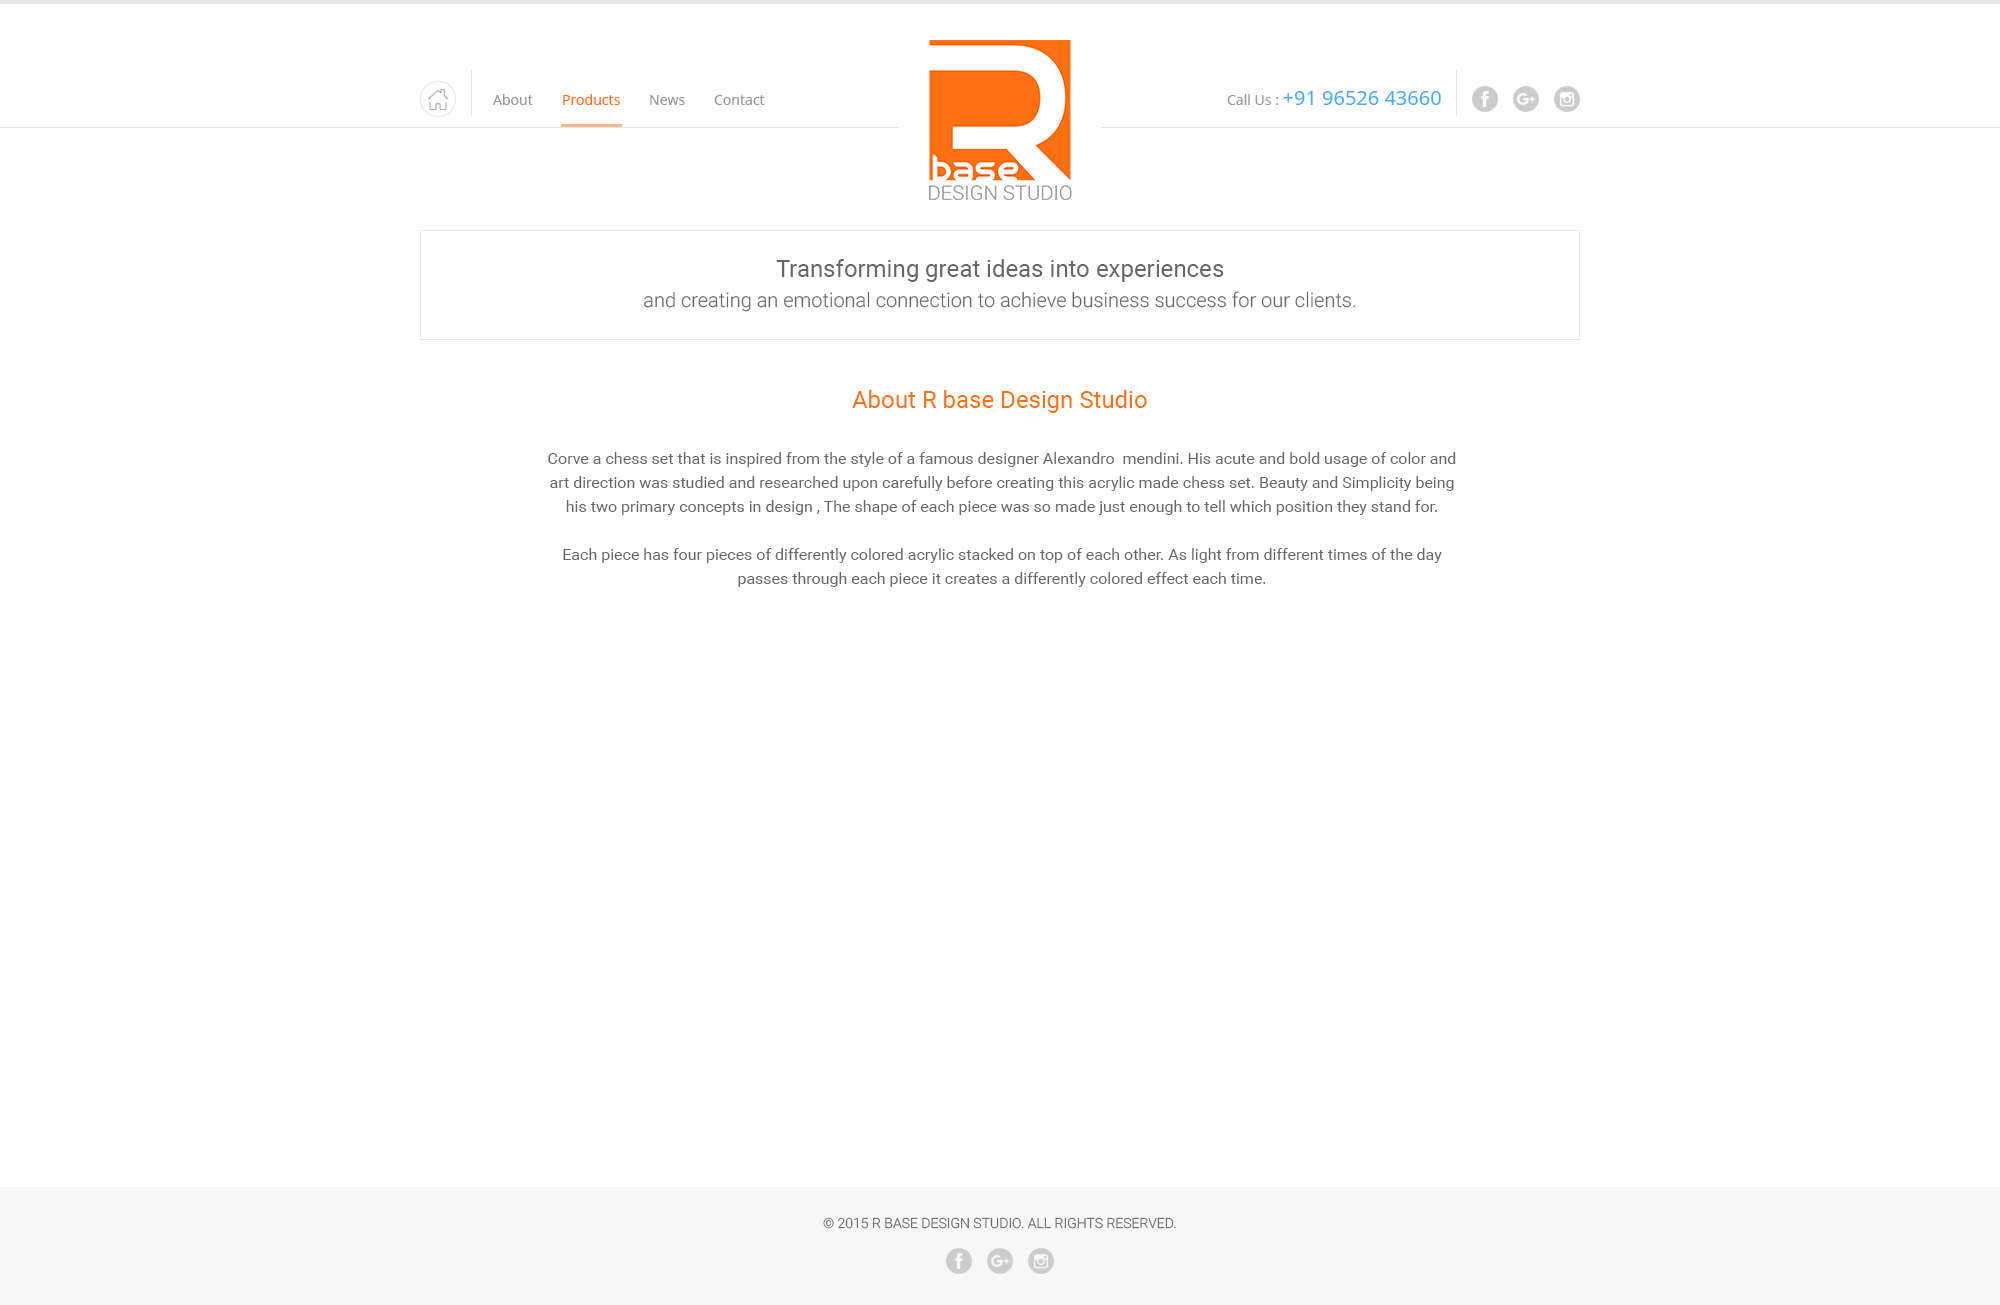 About Products News Contact
R
base
DESIGN STUDIO
Call Us : +91 96526 43660
Transforming great ideas into experiences
and creating an emotional connection to achieve business success for our clients.
About R base Design Studio
Corve a chess set that is inspired from the style of a famous designer Alexandro  mendini. His acute and bold usage of color and
art direction was studied and researched upon carefully before creating this acrylic made chess set. Beauty and Simplicity being
his two primary concepts in design , The shape of each piece was so made just enough to tell which position they stand for.
Each piece has four pieces of differently colored acrylic stacked on top of each other. As light from different times of the day
passes through each piece it creates a differently colored effect each time.
© 2015 R BASE DESIGN STUDIO. ALL RIGHTS RESERVED.